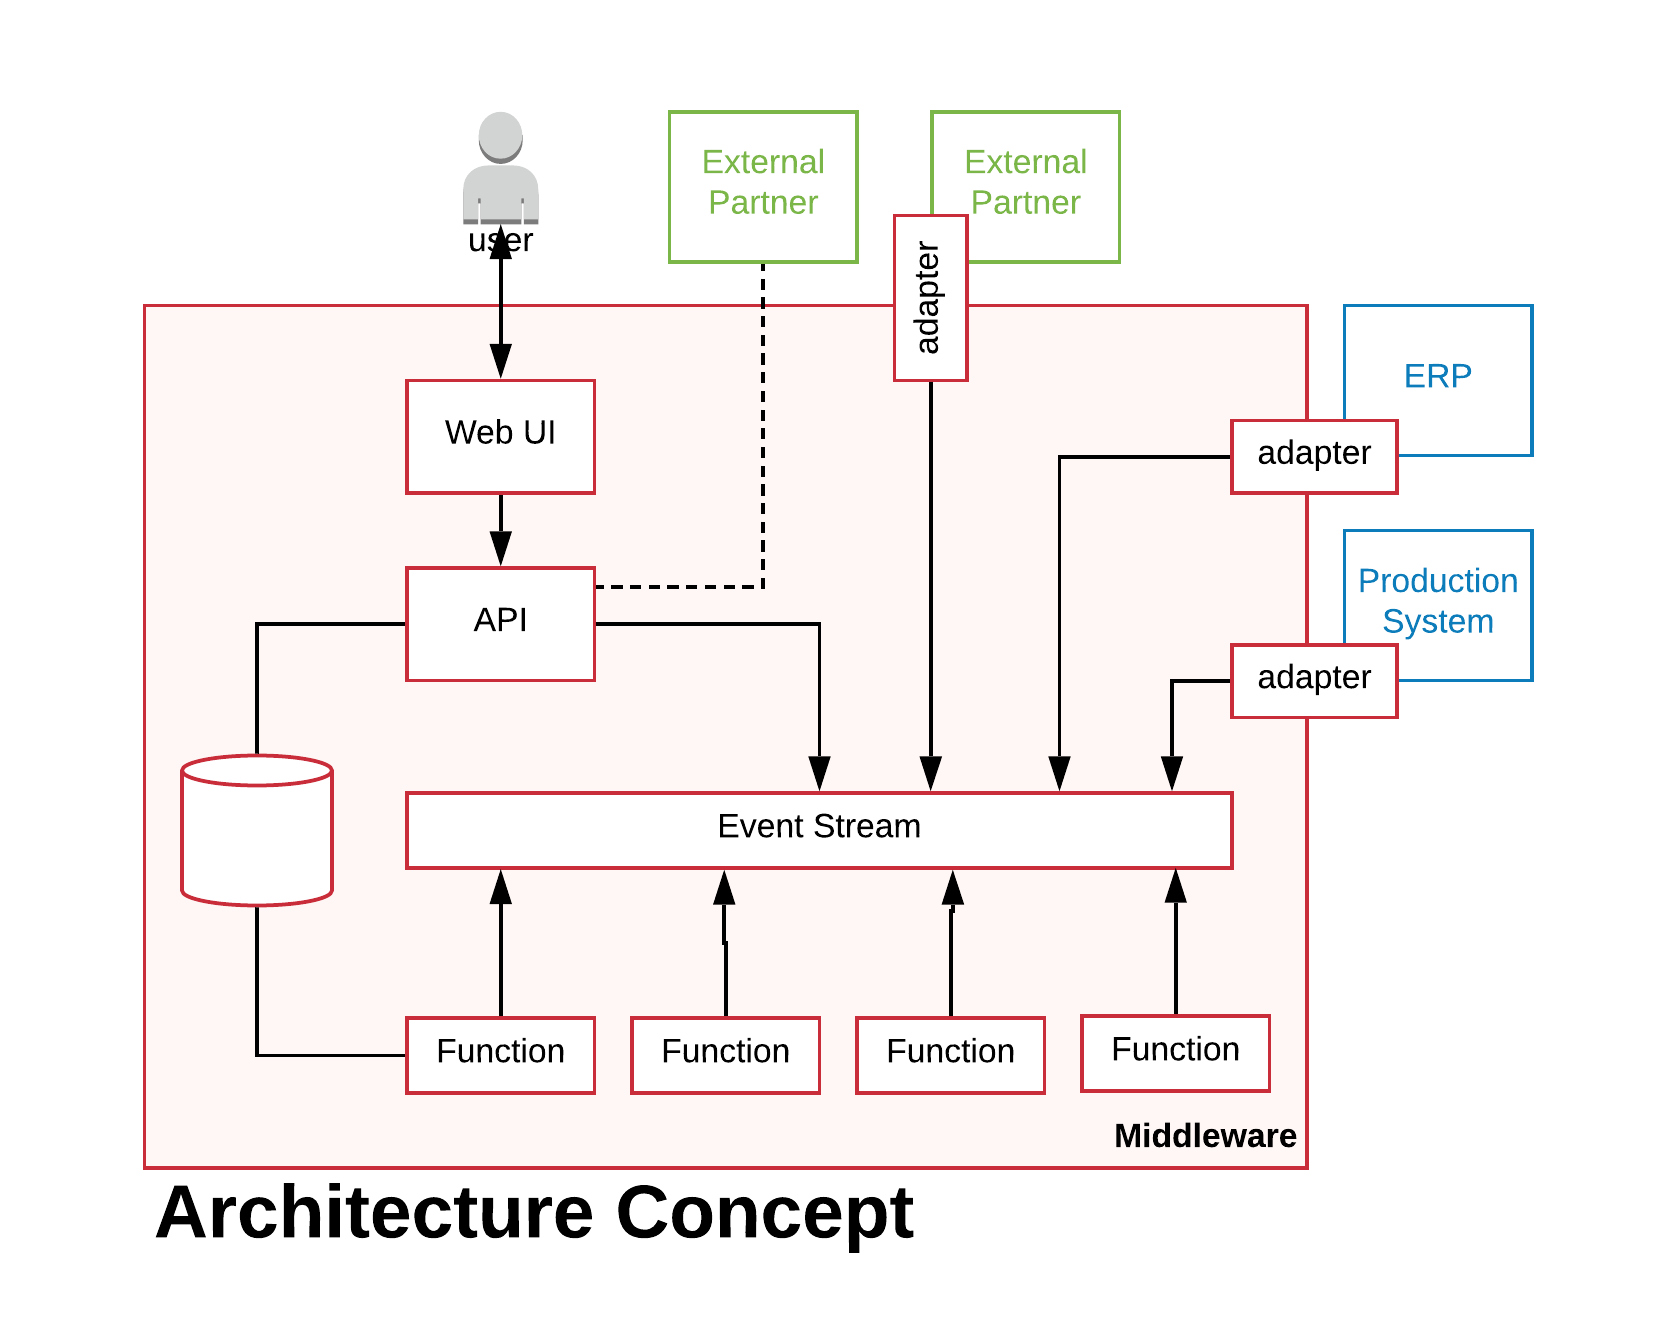 user
External
Partner
External
Partner
adapter
ERP
Web UI
adapter
Production
System
API
adapter
Event Stream
Function
Function
Function
Function
Middleware
Architecture Concept